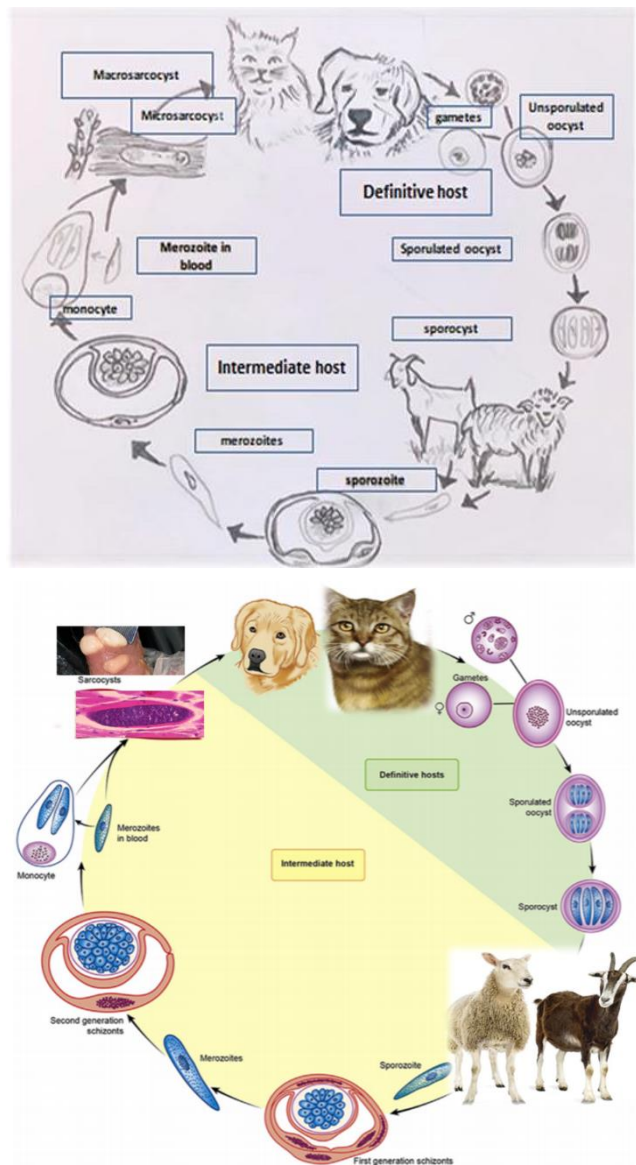 Macrosarcocyst
Microsarcocyst
gametes
Unsporulated
oocyst
Definitive host
Merozoite in
blood
Sporulated oocyst
monocyte
sporocyst
Intermediate host
merozoites
sporozoite
Sarcocysts
♂
Gametes
♀
Unsporulated
oocyst
Definitive hosts
Sporulated
oocyst
Merozoites
in blood
Monocyte
Intermediate host
Sporocyst
Second generation
schizonts
Merozoites
Sporozoite
First generation schizonts